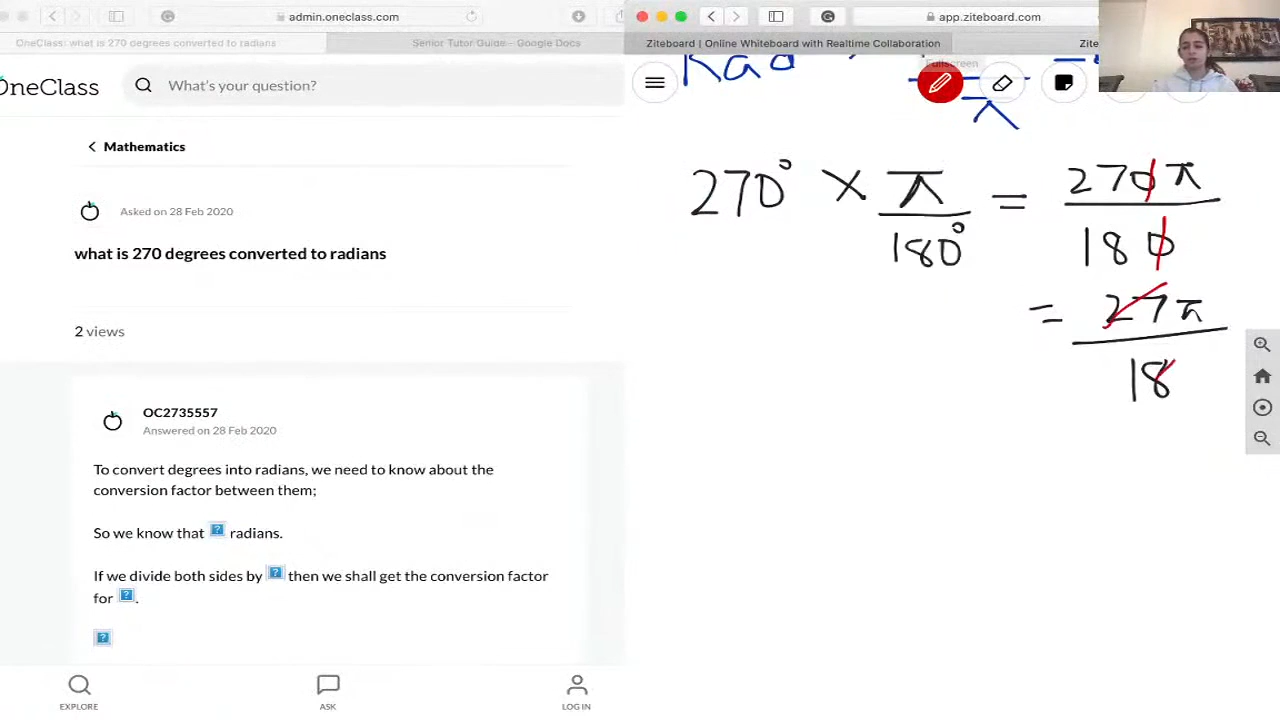 admin.oneclass.com
app.ziteboard.com
OneClass: what is 270 degrees converted to radians
Senior Tutor Guide - Google Docs
Ziteboard | Online Whiteboard with Realtime Collaboration
Zite
OneClass
What's your question?
Fullscreen
Rad
π
Mathematics
Asked on 28 Feb 2020
what is 270 degrees converted to radians
2 views
OC2735557
Answered on 28 Feb 2020
To convert degrees into radians, we need to know about the
conversion factor between them;
So we know that radians.
If we divide both sides by then we shall get the conversion factor
for .
EXPLORE
ASK
LOG IN
270° × π/180° = 270π/180
= 27π/18